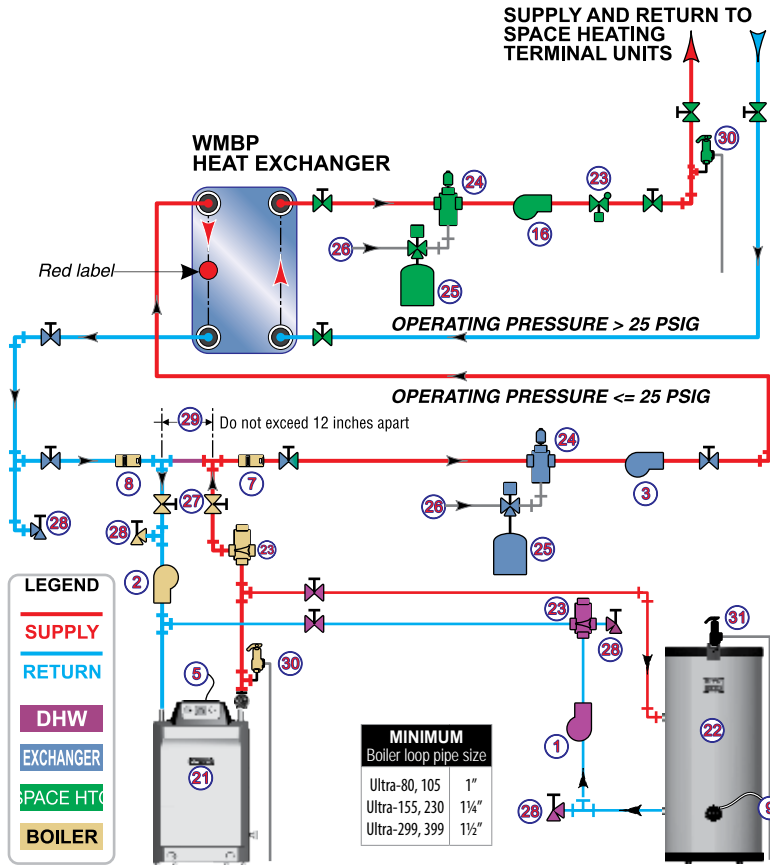 SUPPLY AND RETURN TO
SPACE HEATING
TERMINAL UNITS
30
WMBP
HEAT EXCHANGER
24
23
16
26
25
Red label
OPERATING PRESSURE > 25 PSIG
OPERATING PRESSURE <= 25 PSIG
29
Do not exceed 12 inches apart
24
8
7
3
27
26
28
28
23
25
2
LEGEND
SUPPLY
RETURN
DHW
EXCHANGER
SPACE HTG
BOILER
23
28
31
30
5
22
1
21
MINIMUM
Boiler loop pipe size
Ultra-80, 105 1"
Ultra-155, 230 1¼"
Ultra-299, 399 1½"
28
9